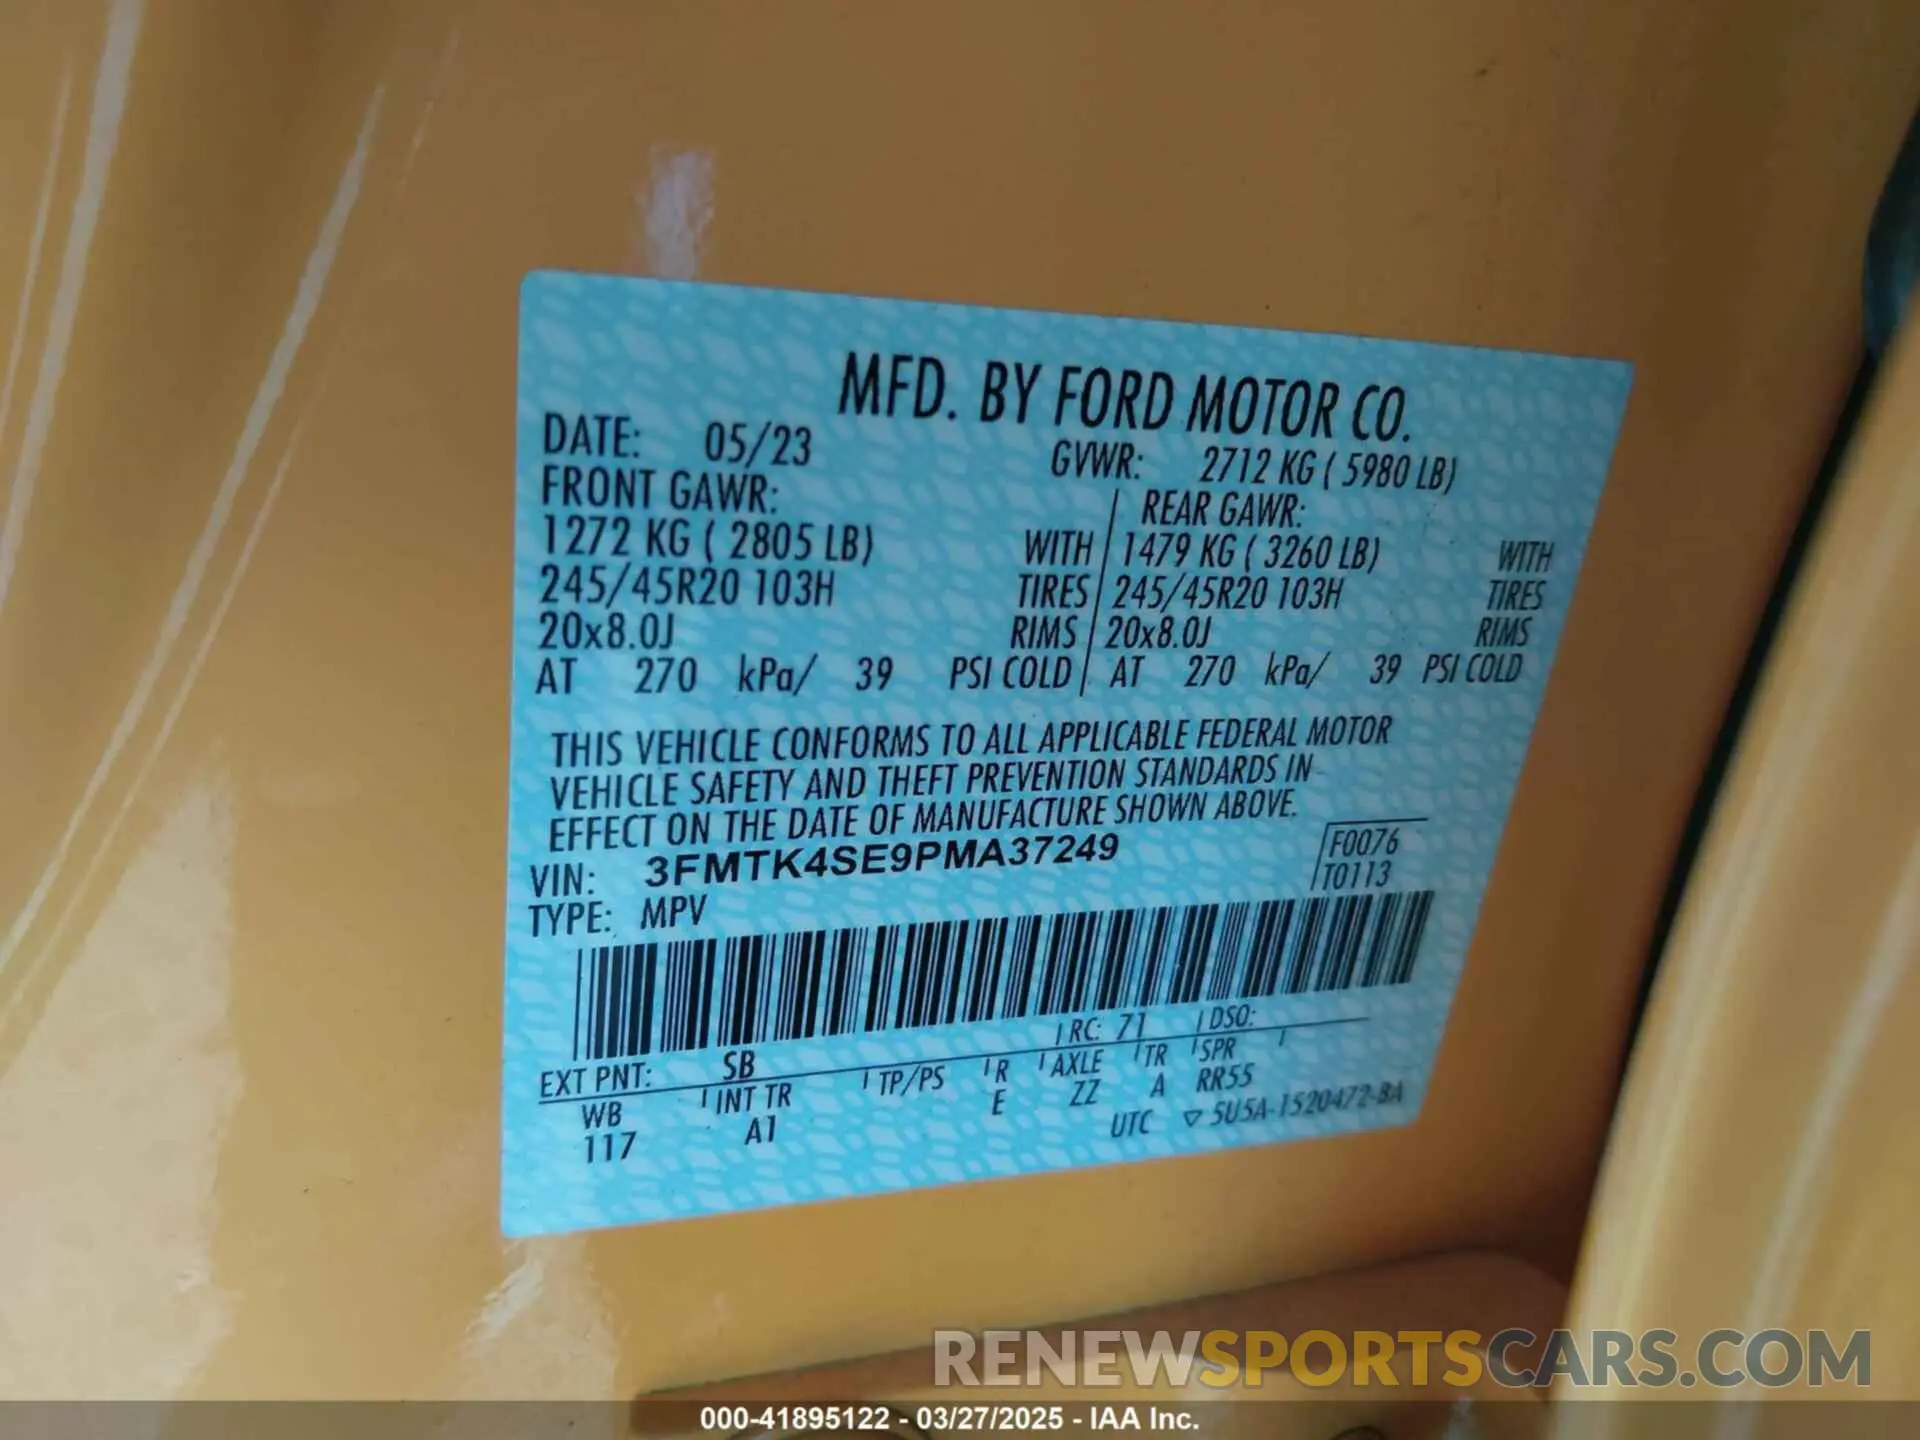 MFD. BY FORD MOTOR CO.
DATE: 05/23 GVWR: 2712 KG ( 5980 LB)
FRONT GAWR: REAR GAWR:
1272 KG ( 2805 LB) WITH 1479 KG ( 3260 LB) WITH
245/45R20 103H TIRES 245/45R20 103H TIRES
20x8.0J RIMS 20x8.0J RIMS
AT 270 kPa/ 39 PSI COLD AT 270 kPa/ 39 PSI COLD
THIS VEHICLE CONFORMS TO ALL APPLICABLE FEDERAL MOTOR
VEHICLE SAFETY AND THEFT PREVENTION STANDARDS IN
EFFECT ON THE DATE OF MANUFACTURE SHOWN ABOVE.
VIN: 3FMTK4SE9PMA37249 F0076
TYPE: MPV T0113
EXT PNT: SB RC: 71 DSO:
WB INT TR TP/PS R AXLE TR SPR
117 A1 E ZZ A RR55
UTC ▽ 5U5A-1520472-BA
RENEWSPORTSCARS.COM
000-41895122 - 03/27/2025 - IAA Inc.